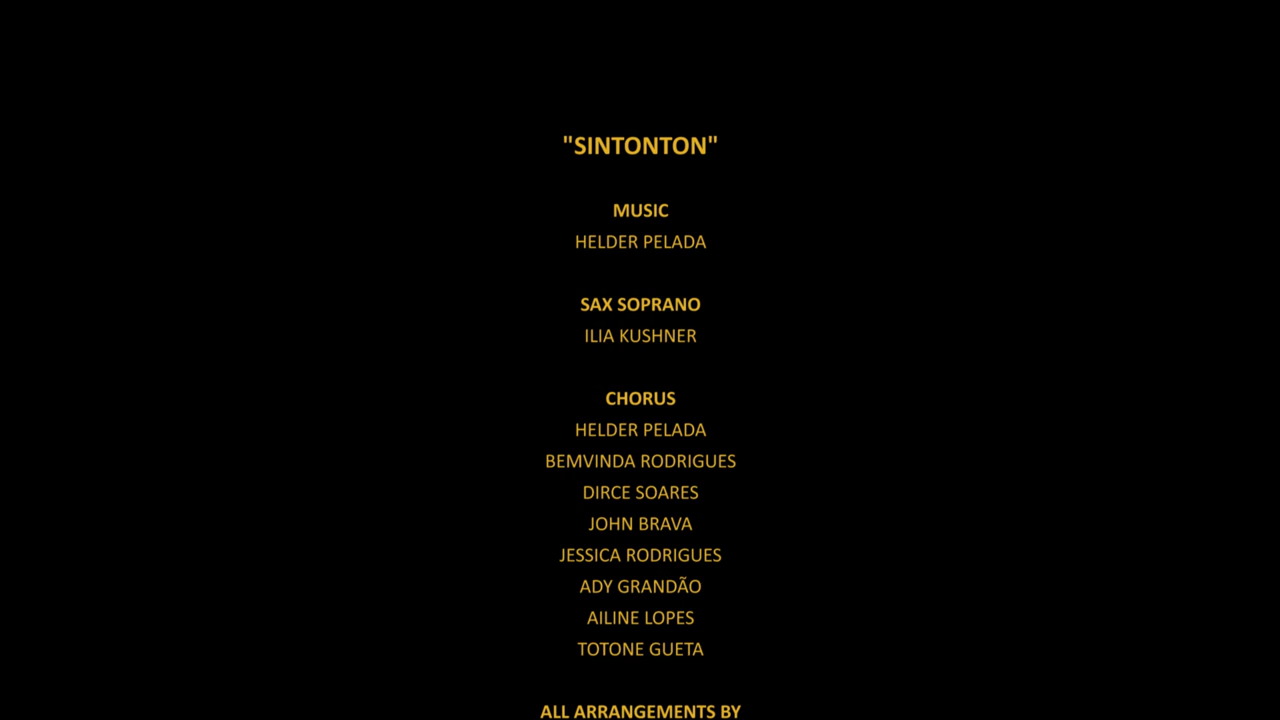 "SINTONTON"
MUSIC
HELDER PELADA
SAX SOPRANO
ILIA KUSHNER
CHORUS
HELDER PELADA
BEMVINDA RODRIGUES
DIRCE SOARES
JOHN BRAVA
JESSICA RODRIGUES
ADY GRANDÃO
AILINE LOPES
TOTONE GUETA
ALL ARRANGEMENTS BY